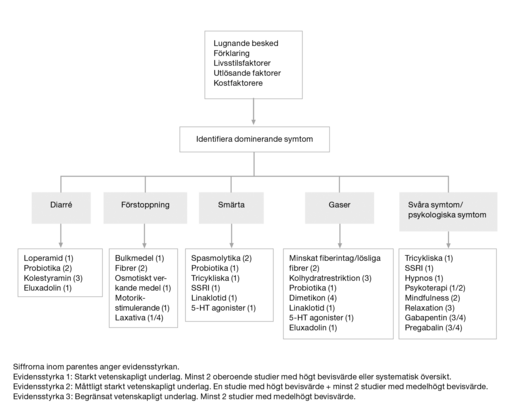 Lugnande besked
Förklaring
Livsstilsfaktorer
Utlösande faktorer
Kostfaktorere
Identifiera dominerande symtom
Diarré
Förstoppning
Smärta
Gaser
Svåra symtom/
psykologiska symtom
Loperamid (1)
Probiotika (2)
Kolestyramin (3)
Eluxadolin (1)
Bulkmedel (1)
Fibrer (2)
Osmotiskt ver-
kande medel (1)
Motorik-
stimulerande (1)
Laxativa (1/4)
Spasmolytika (2)
Probiotika (1)
Tricykliska (1)
SSRI (1)
Linaklotid (1)
5-HT agonister (1)
Minskat fiberintag/lösliga
fibrer (2)
Kolhydratrestriktion (3)
Probiotika (1)
Dimetikon (4)
Linaklotid (1)
5-HT agonister (1)
Eluxadolin (1)
Tricykliska (1)
SSRI (1)
Hypnos (1)
Psykoterapi (1/2)
Mindfulness (2)
Relaxation (3)
Gabapentin (3/4)
Pregabalin (3/4)
Siffrorna inom parentes anger evidensstyrkan.
Evidensstyrka 1: Starkt vetenskapligt underlag. Minst 2 oberoende studier med högt bevisvärde eller systematisk översikt.
Evidensstyrka 2: Måttligt starkt vetenskapligt underlag. En studie med högt bevisvärde + minst 2 studier med medelhögt bevisvärde.
Evidensstyrka 3: Begränsat vetenskapligt underlag. Minst 2 studier med medelhögt bevisvärde.